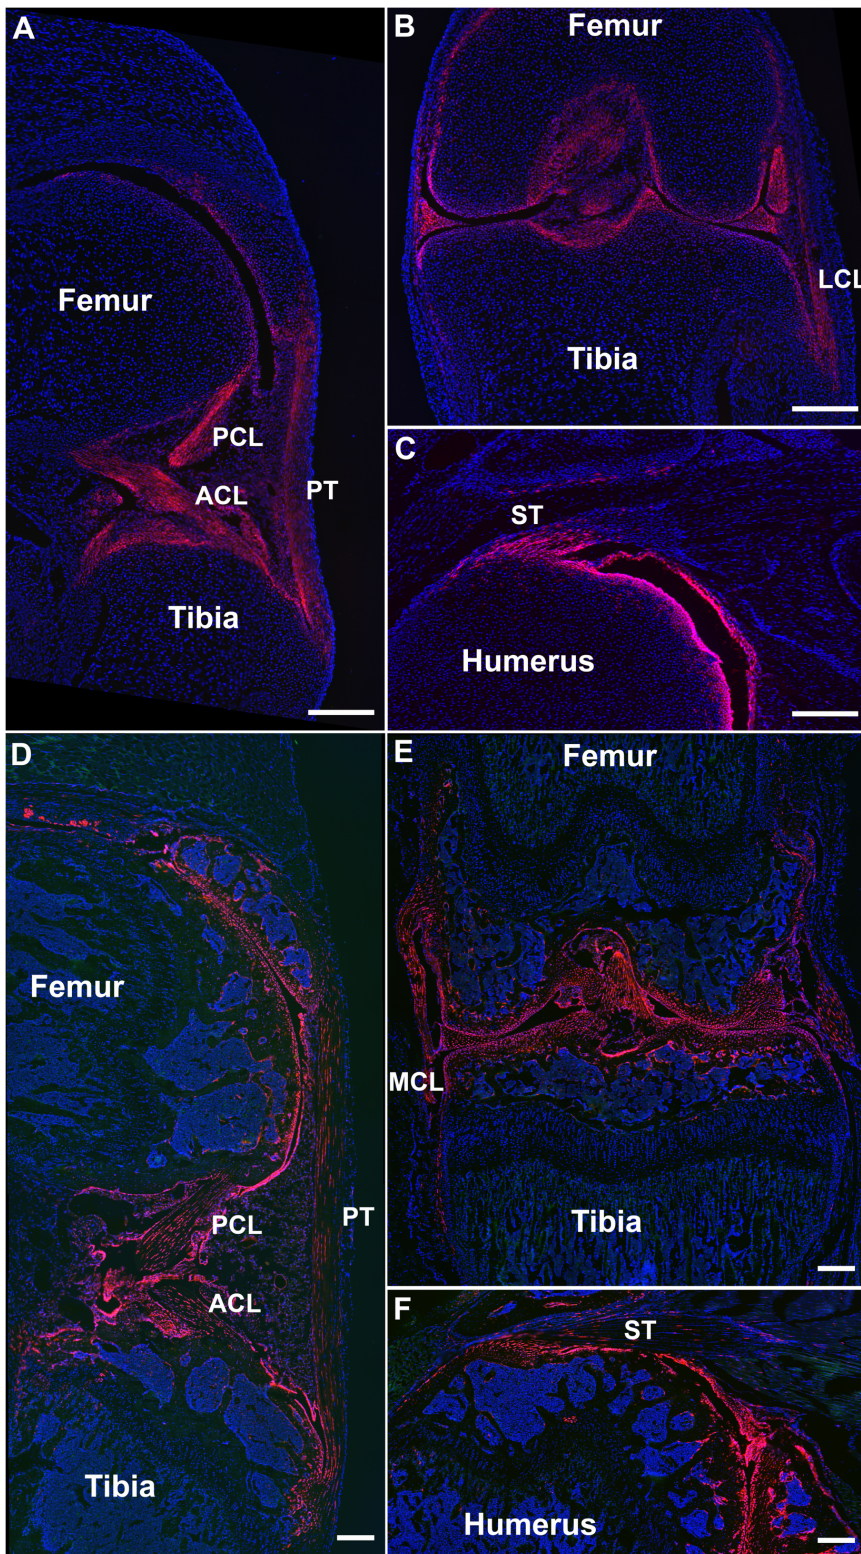 A
Femur
PCL
ACL
PT
Tibia
B
Femur
LCL
Tibia
C
ST
Humerus
D
Femur
PCL
PT
ACL
Tibia
E
Femur
MCL
Tibia
F
ST
Humerus